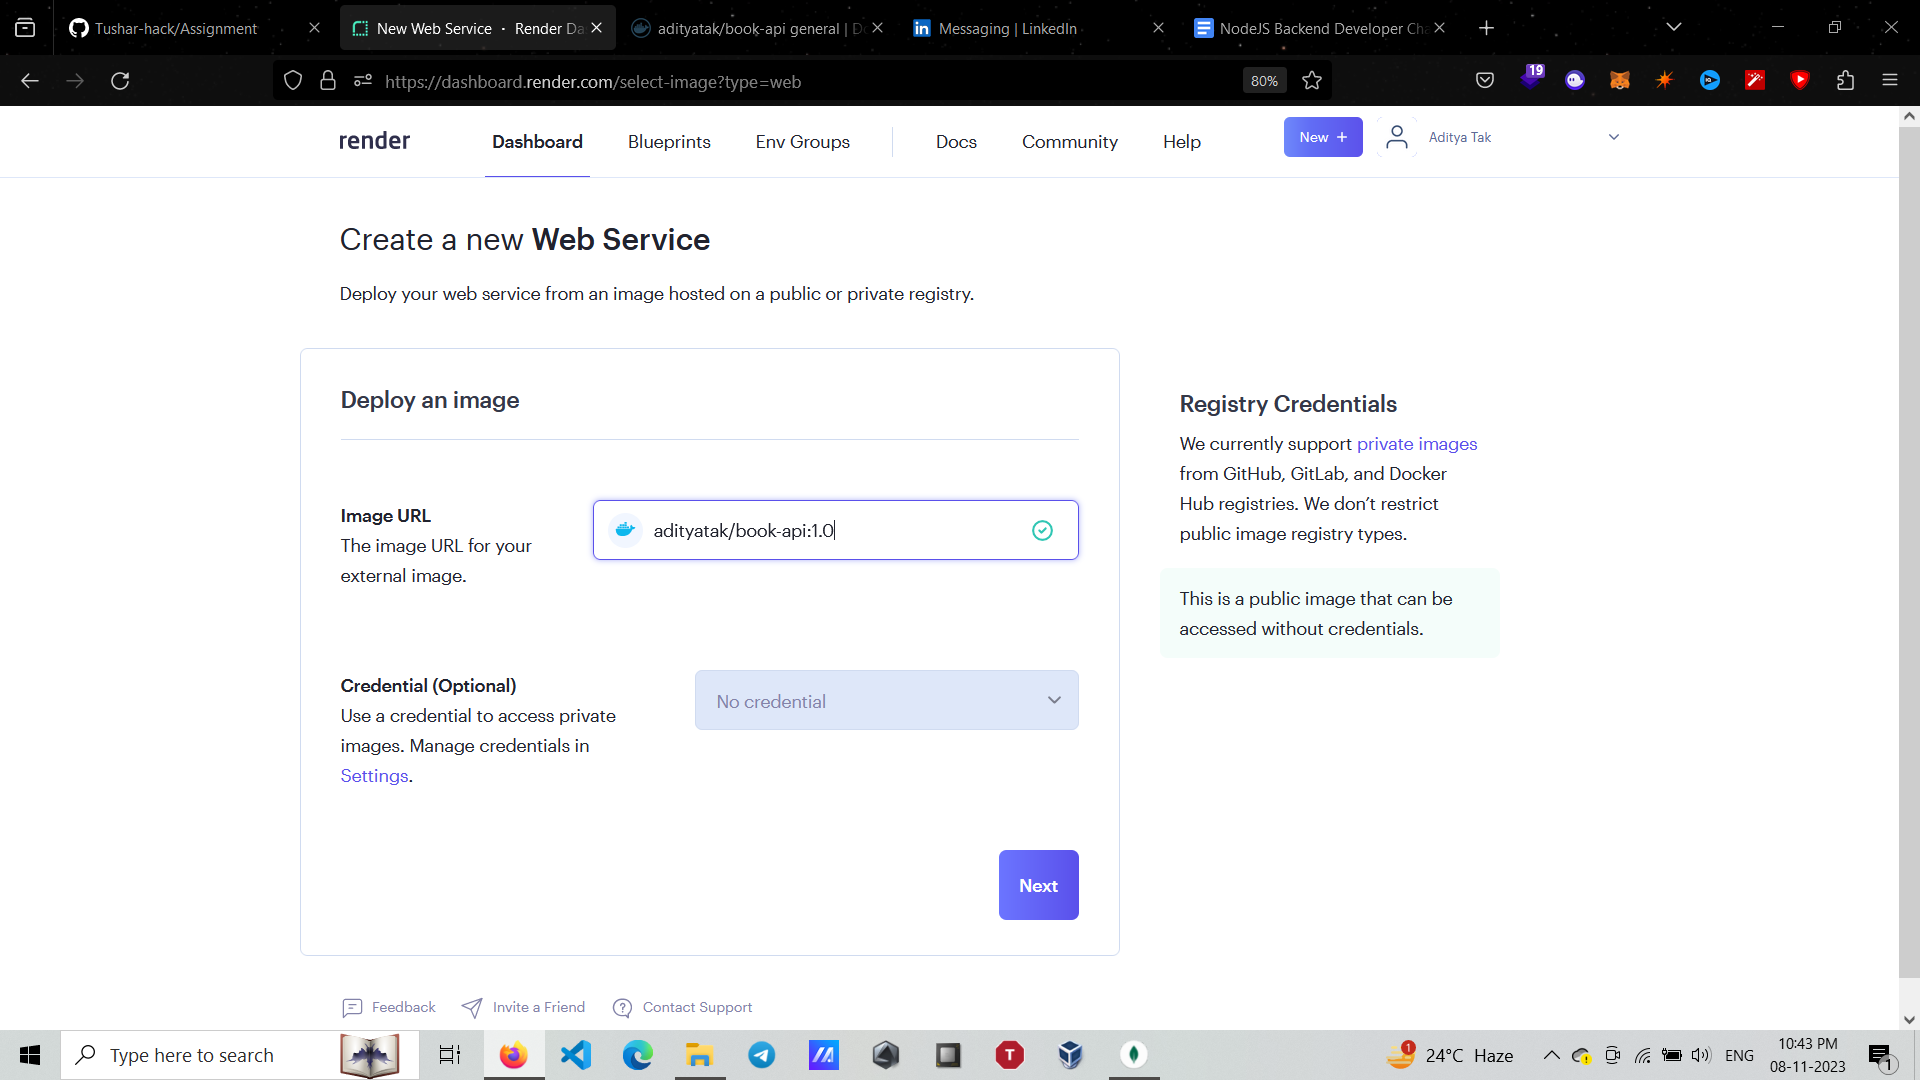 Tushar-hack/Assignment
New Web Service · Render Da
adityatak/book-api general | Do
Messaging | LinkedIn
NodeJS Backend Developer Cha
https://dashboard.render.com/select-image?type=web
80%
19
render
Dashboard
Blueprints
Env Groups
Docs
Community
Help
New +
Aditya Tak
Create a new Web Service
Deploy your web service from an image hosted on a public or private registry.
Deploy an image
Image URL
The image URL for your
external image.
adityatak/book-api:1.0
Credential (Optional)
Use a credential to access private
images. Manage credentials in
Settings.
No credential
Next
Registry Credentials
We currently support private images
from GitHub, GitLab, and Docker
Hub registries. We don’t restrict
public image registry types.
This is a public image that can be
accessed without credentials.
Feedback
Invite a Friend
Contact Support
Type here to search
1
24°C Haze
ENG
10:43 PM
08-11-2023
1